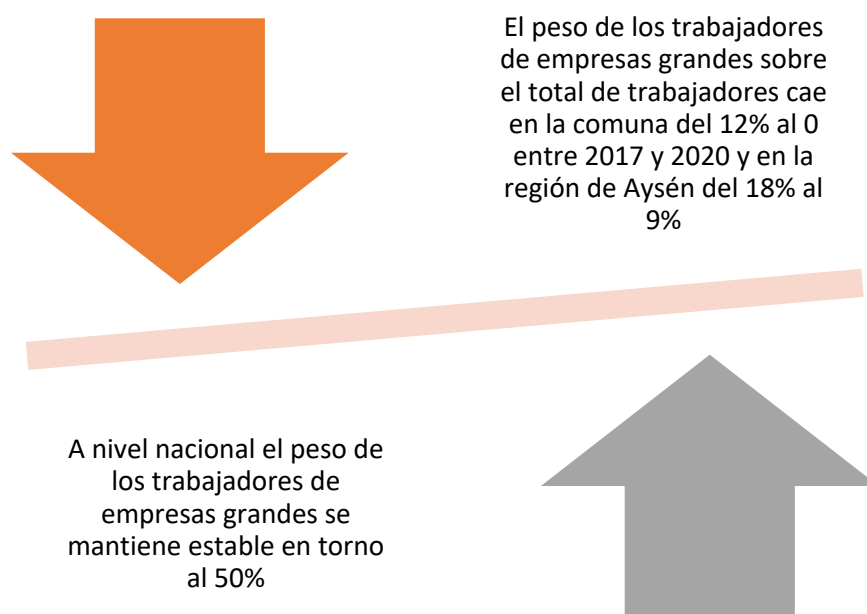 El peso de los trabajadores
de empresas grandes sobre
el total de trabajadores cae
en la comuna del 12% al 0
entre 2017 y 2020 y en la
región de Aysén del 18% al
9%
A nivel nacional el peso de
los trabajadores de
empresas grandes se
mantiene estable en torno
al 50%